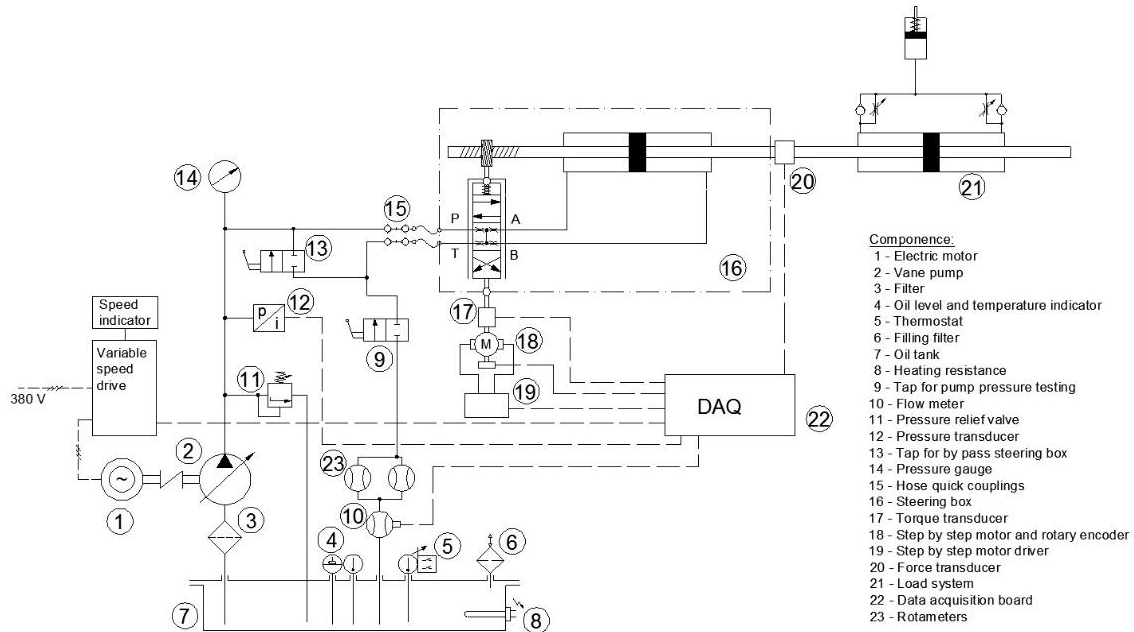 14
15
P
A
T
B
16
20
21
13
p
i
12
Speed
indicator
Variable
speed
drive
380 V
11
9
17
M
18
19
DAQ
22
2
~
1
3
23
10
4
5
6
7
8
Componence:
1 - Electric motor
2 - Vane pump
3 - Filter
4 - Oil level and temperature indicator
5 - Thermostat
6 - Filling filter
7 - Oil tank
8 - Heating resistance
9 - Tap for pump pressure testing
10 - Flow meter
11 - Pressure relief valve
12 - Pressure transducer
13 - Tap for by pass steering box
14 - Pressure gauge
15 - Hose quick couplings
16 - Steering box
17 - Torque transducer
18 - Step by step motor and rotary encoder
19 - Step by step motor driver
20 - Force transducer
21 - Load system
22 - Data acquisition board
23 - Rotameters